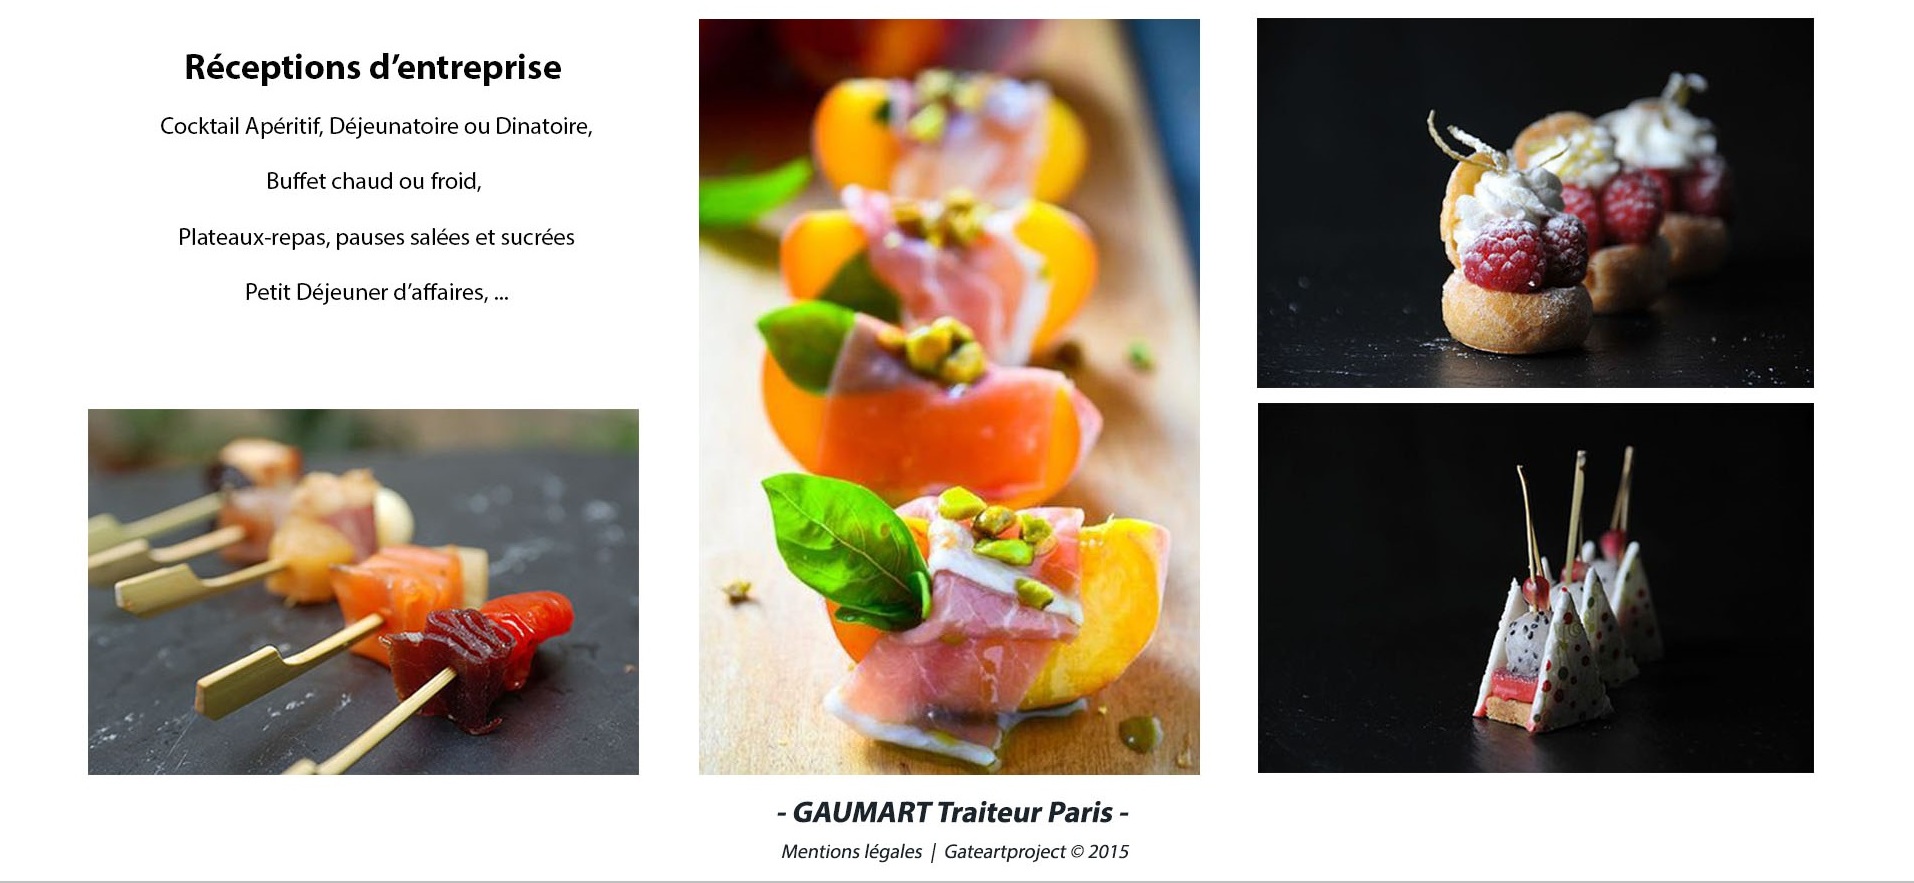 Réceptions d’entreprise
Cocktail Apéritif, Déjeunatoire ou Dinatoire,
Buffet chaud ou froid,
Plateaux-repas, pauses salées et sucrées
Petit Déjeuner d’affaires, ...
- GAUMART Traiteur Paris -
Mentions légales | Gateartproject © 2015